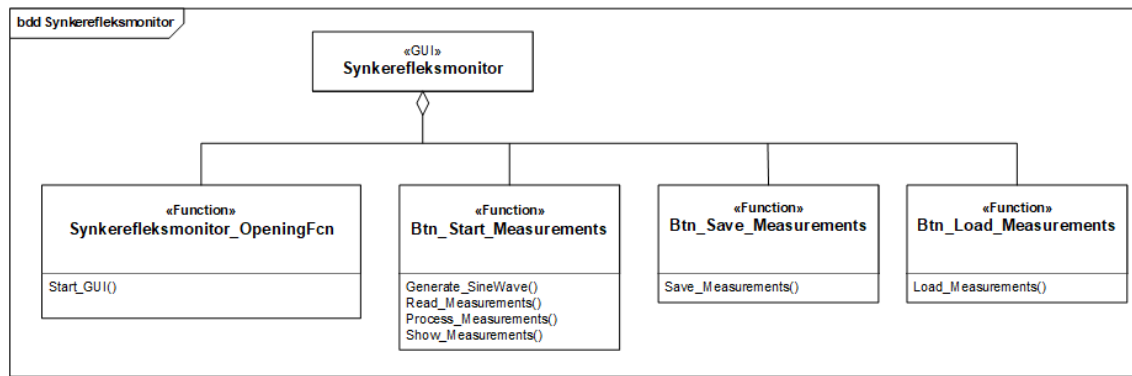 bdd Synkerefleksmonitor
«GUI»
Synkerefleksmonitor
«Function»
Synkerefleksmonitor_OpeningFcn
Start_GUI()
«Function»
Btn_Start_Measurements
Generate_SineWave()
Read_Measurements()
Process_Measurements()
Show_Measurements()
«Function»
Btn_Save_Measurements
Save_Measurements()
«Function»
Btn_Load_Measurements
Load_Measurements()